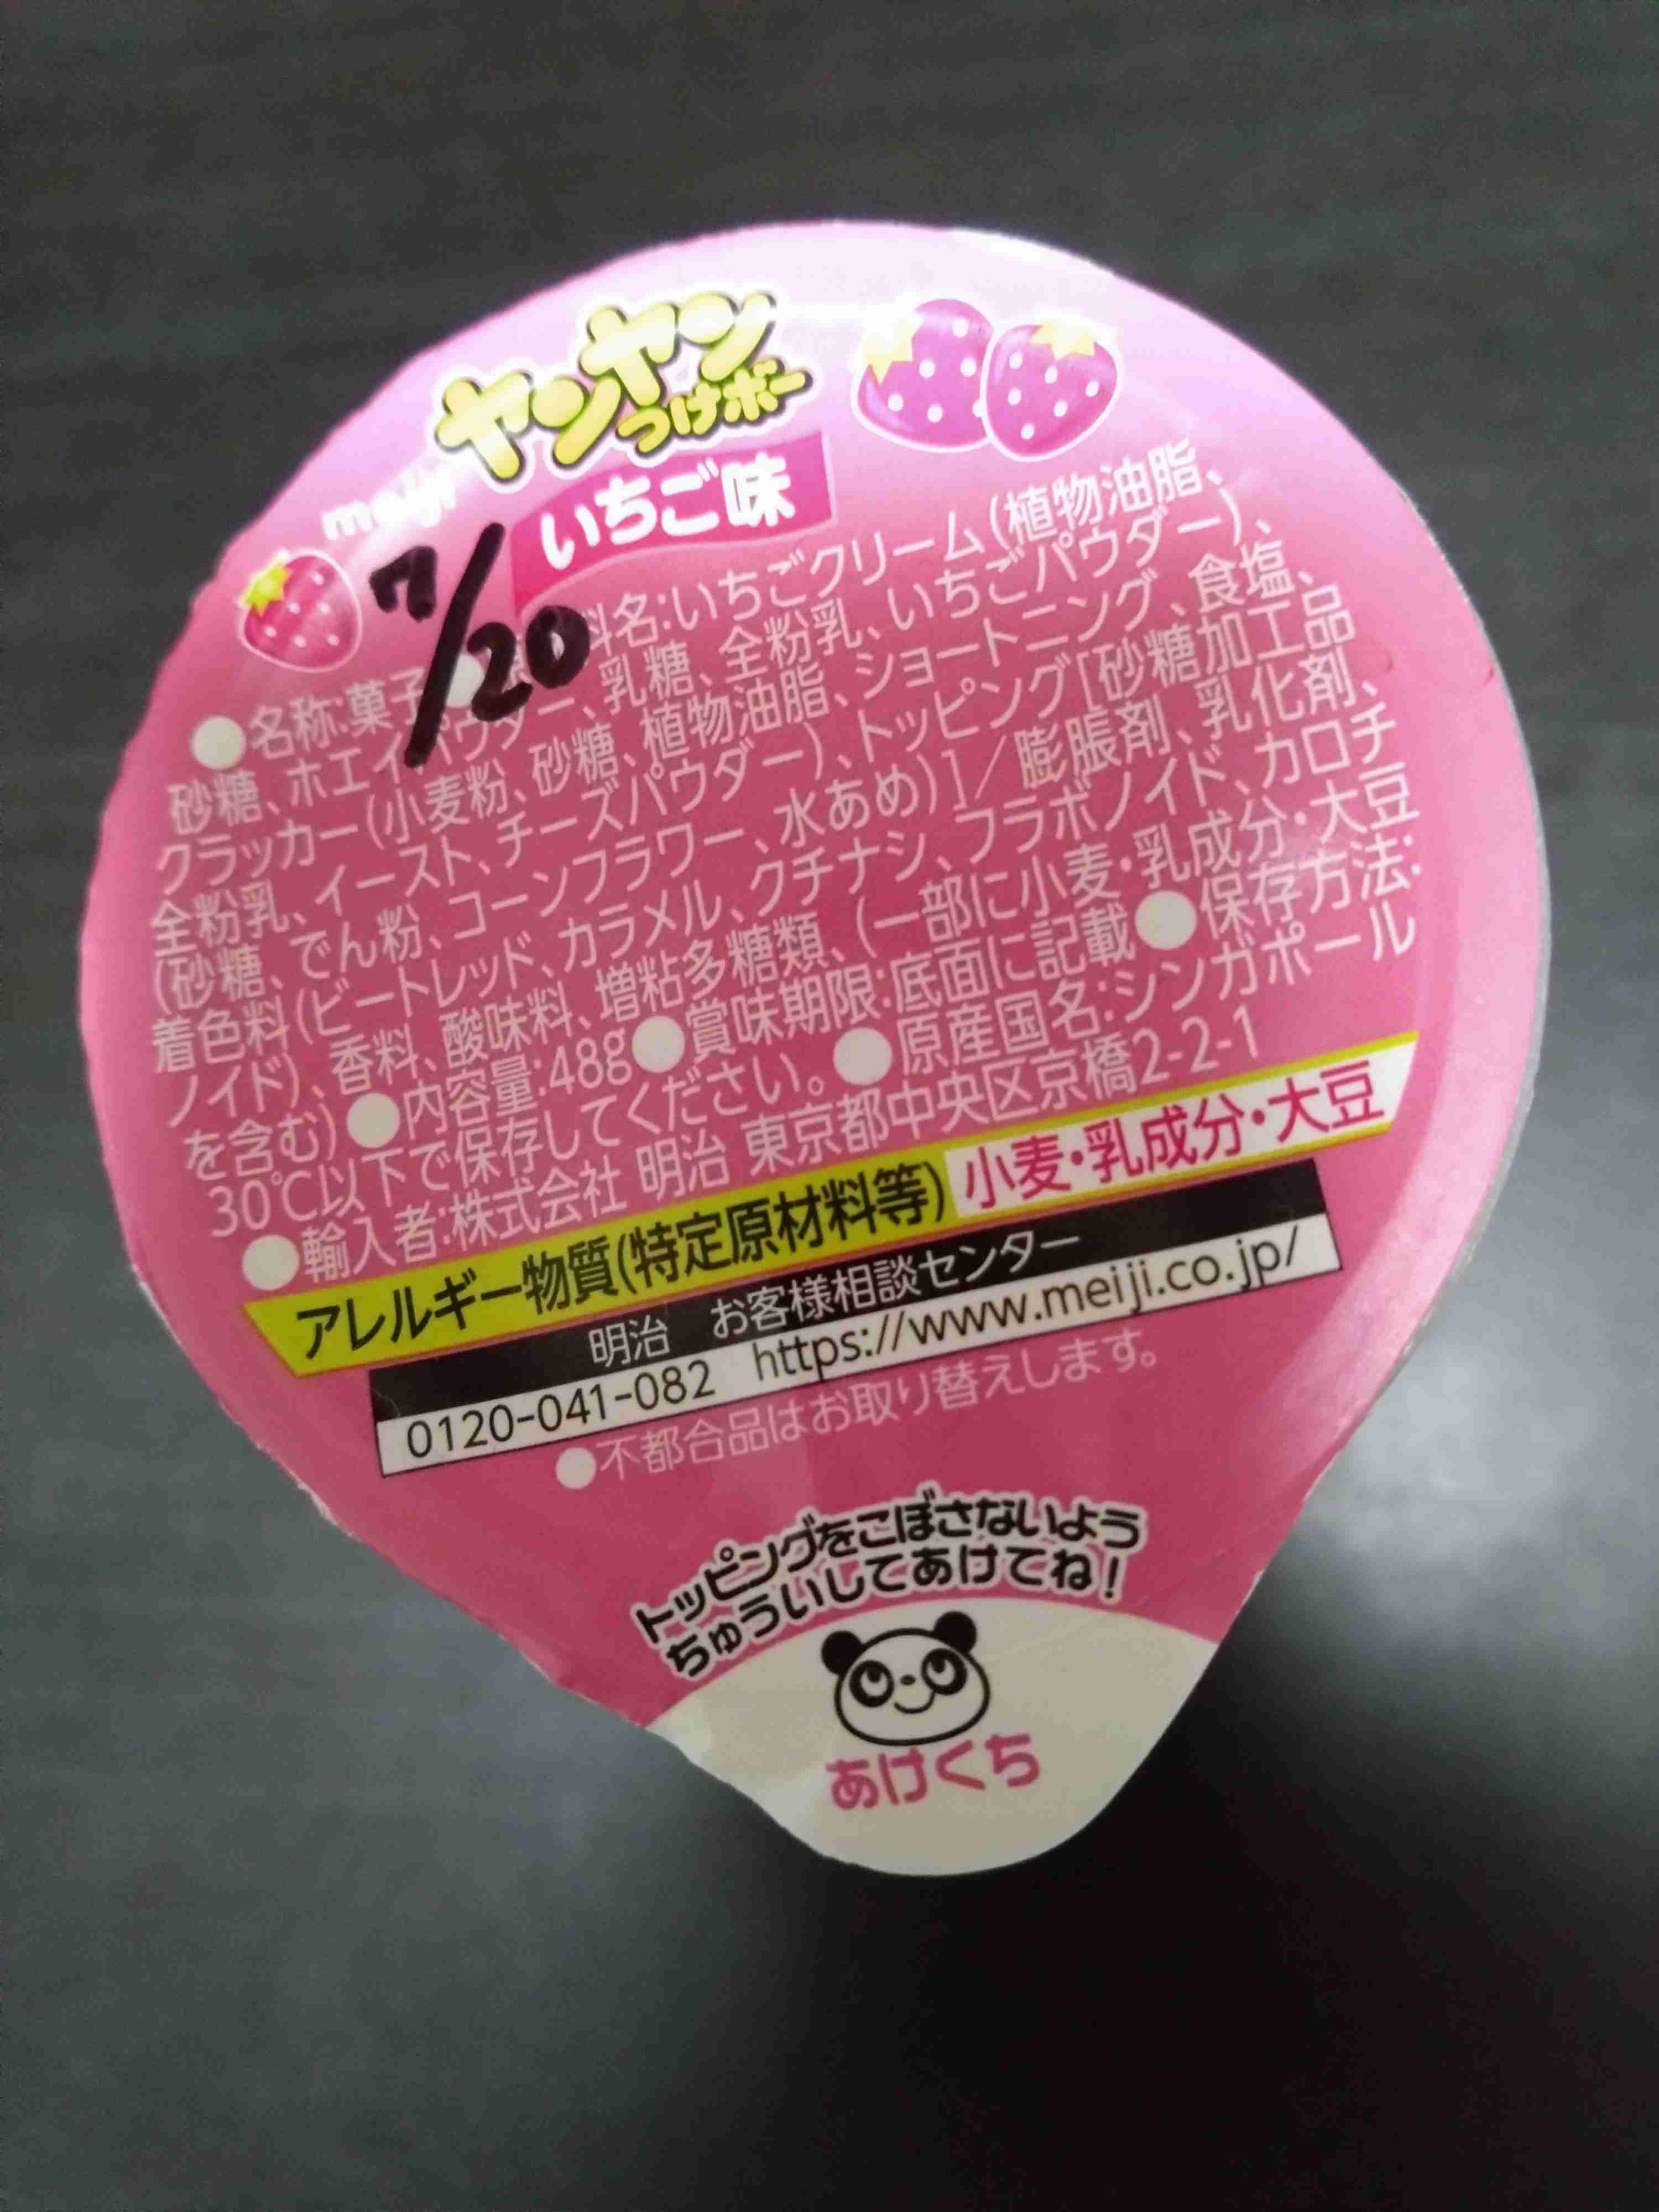 meiji
ヤンヤン
つけボー
いちご味
7/20
●名称:菓子● 料名:いちごクリーム(植物油脂、
砂糖、ホエイパウダー、乳糖、全粉乳、いちごパウダー)、
クラッカー(小麦粉、砂糖、植物油脂、ショートニング、食塩、
全粉乳、イースト、チーズパウダー)、トッピング[砂糖加工品
(砂糖、でん粉、コーンフラワー、水あめ)]/膨脹剤、乳化剤、
着色料(ビートレッド、カラメル、クチナシ、フラボノイド、カロチ
ノイド)、香料、酸味料、増粘多糖類、(一部に小麦・乳成分・大豆
を含む)●内容量:48g●賞味期限:底面に記載●保存方法:
30℃以下で保存してください。●原産国名:シンガポール
●輸入者:株式会社 明治 東京都中央区京橋2-2-1
アレルギー物質(特定原材料等) 小麦・乳成分・大豆
明治 お客様相談センター
0120-041-082 https://www.meiji.co.jp/
●不都合品はお取り替えします。
トッピングをこぼさないよう
ちゅういしてあけてね!
あけくち